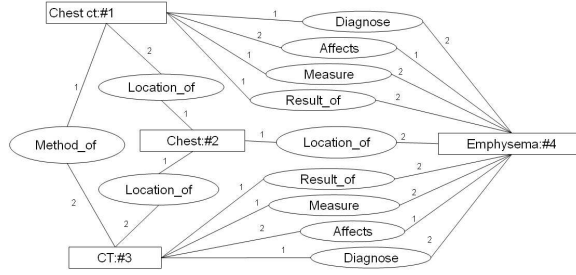 Chest ct:#1
1
Diagnose
2
2
Affects
1
1
Measure
2
1
Result_of
2
2
Location_of
1
1
Method_of
2
Chest:#2
1
Location_of
2
Emphysema:#4
1
Location_of
2
1
Result_of
2
1
Measure
2
2
Affects
1
CT:#3
1
Diagnose
2